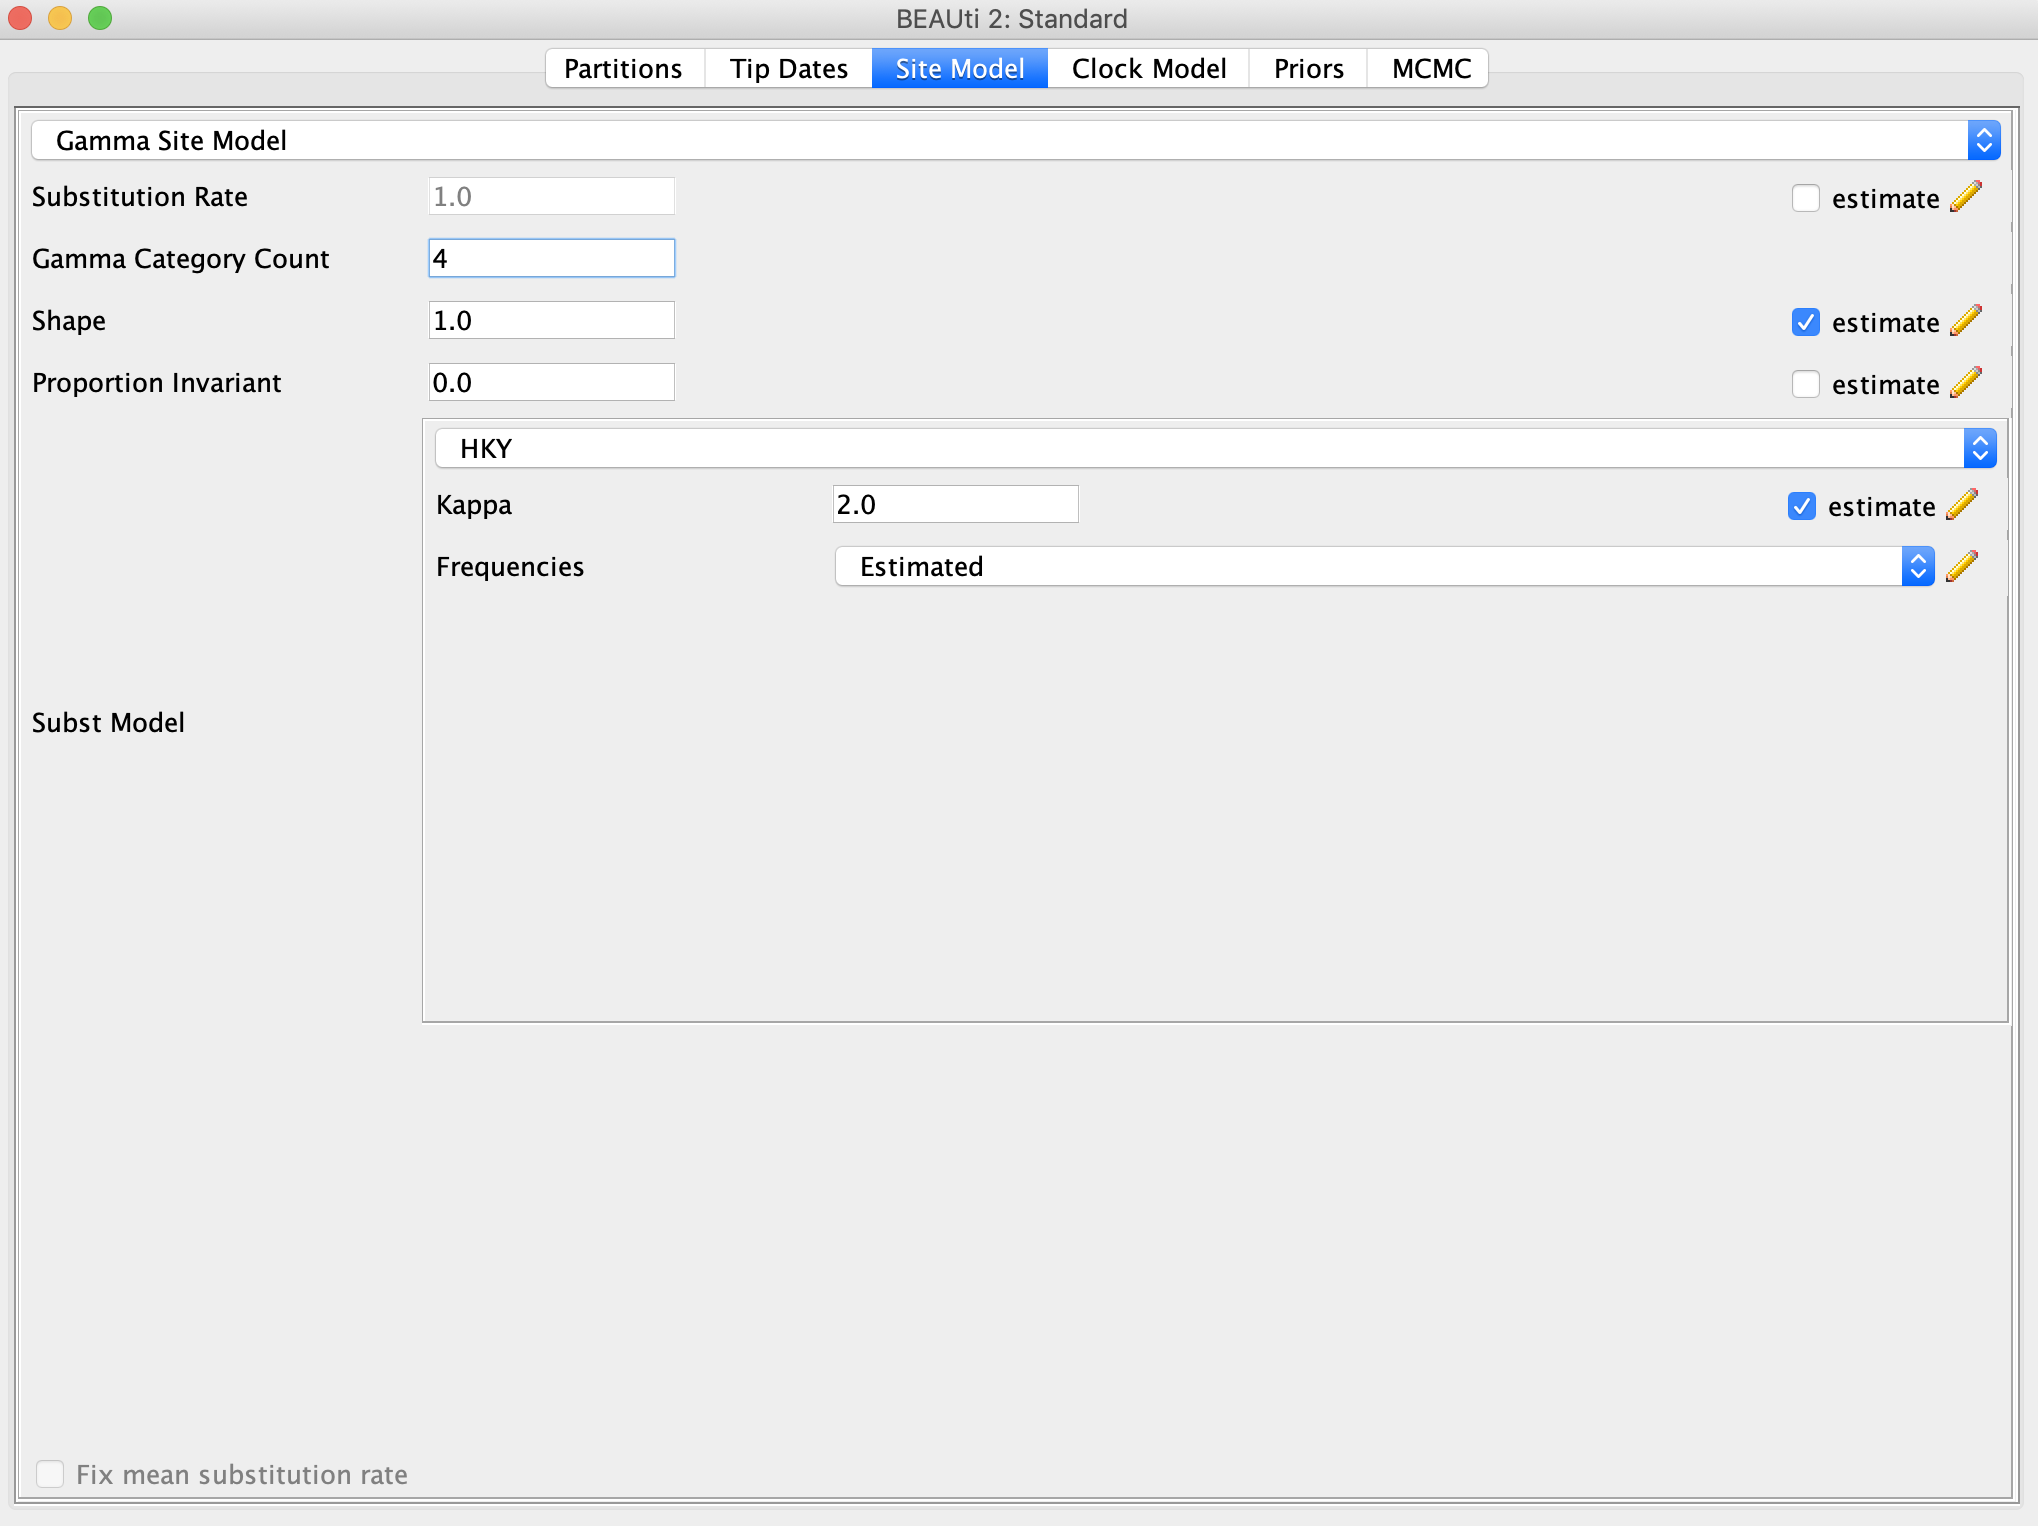 BEAUti 2: Standard
Partitions Tip Dates Site Model Clock Model Priors MCMC
Gamma Site Model
Substitution Rate 1.0 estimate
Gamma Category Count 4
Shape 1.0 estimate
Proportion Invariant 0.0 estimate
HKY
Kappa 2.0 estimate
Frequencies Estimated
Subst Model
Fix mean substitution rate